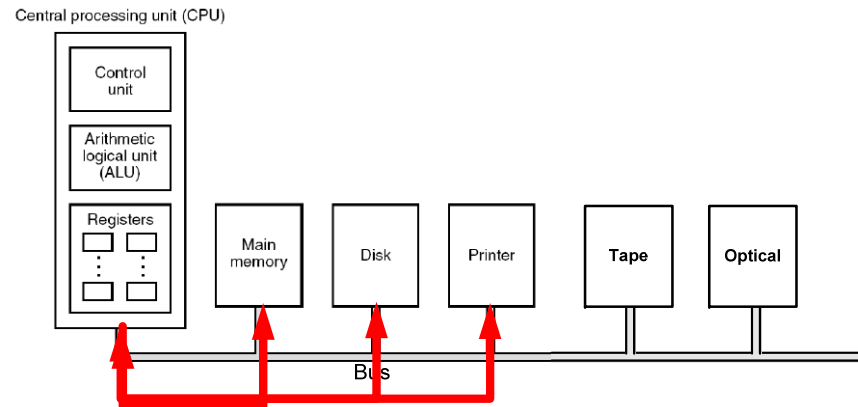 Central processing unit (CPU)
Control
unit
Arithmetic
logical unit
(ALU)
Registers
Main
memory
Disk
Printer
Tape
Optical
Bus